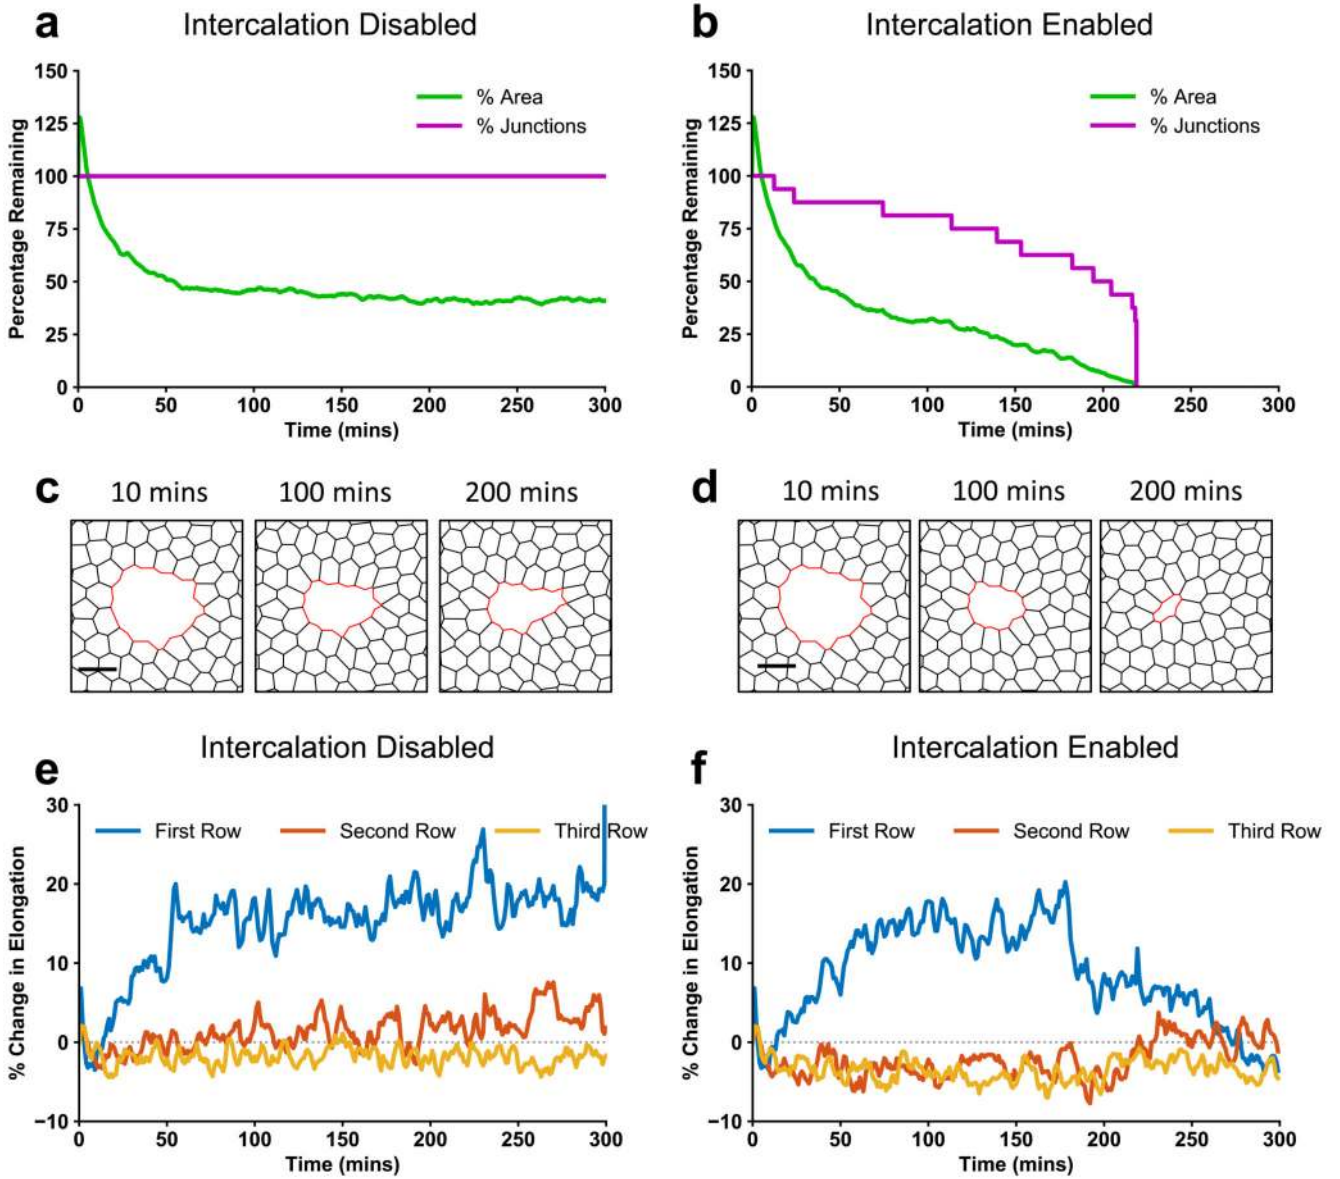 a Intercalation Disabled
150
125
100
75
50
25
0
Percentage Remaining
% Area
% Junctions
0 50 100 150 200 250 300
Time (mins)
b Intercalation Enabled
150
125
100
75
50
25
0
Percentage Remaining
% Area
% Junctions
0 50 100 150 200 250 300
Time (mins)
c 10 mins 100 mins 200 mins
d 10 mins 100 mins 200 mins
e Intercalation Disabled
30
20
10
0
−10
% Change in Elongation
First Row Second Row Third Row
0 50 100 150 200 250 300
Time (mins)
f Intercalation Enabled
30
20
10
0
−10
% Change in Elongation
First Row Second Row Third Row
0 50 100 150 200 250 300
Time (mins)